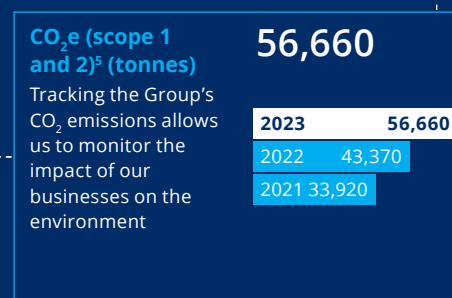 CO₂e (scope 1
and 2)⁵ (tonnes)
Tracking the Group’s
CO₂ emissions allows
us to monitor the
impact of our
businesses on the
environment
56,660
2023 56,660
2022 43,370
2021 33,920